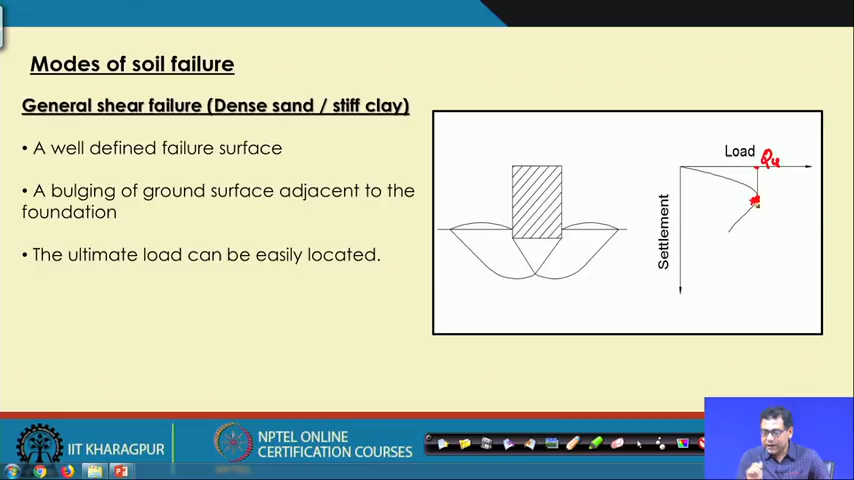 Modes of soil failure
General shear failure (Dense sand / stiff clay)
• A well defined failure surface
• A bulging of ground surface adjacent to the
foundation
• The ultimate load can be easily located.
Load
Qu
Settlement
IIT KHARAGPUR
NPTEL ONLINE
CERTIFICATION COURSES